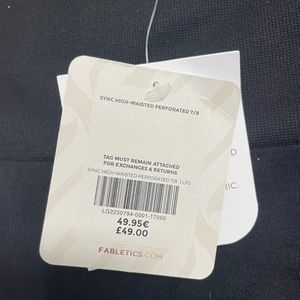 SYNC HIGH-WAISTED PERFORATED 7/8
TAG MUST REMAIN ATTACHED
FOR EXCHANGES & RETURNS
SYNC HIGH-WAISTED PERFORATED 7/8
LG2250794-0001-17050
49.95€
£49.00
FABLETICS.COM
D
RIC.